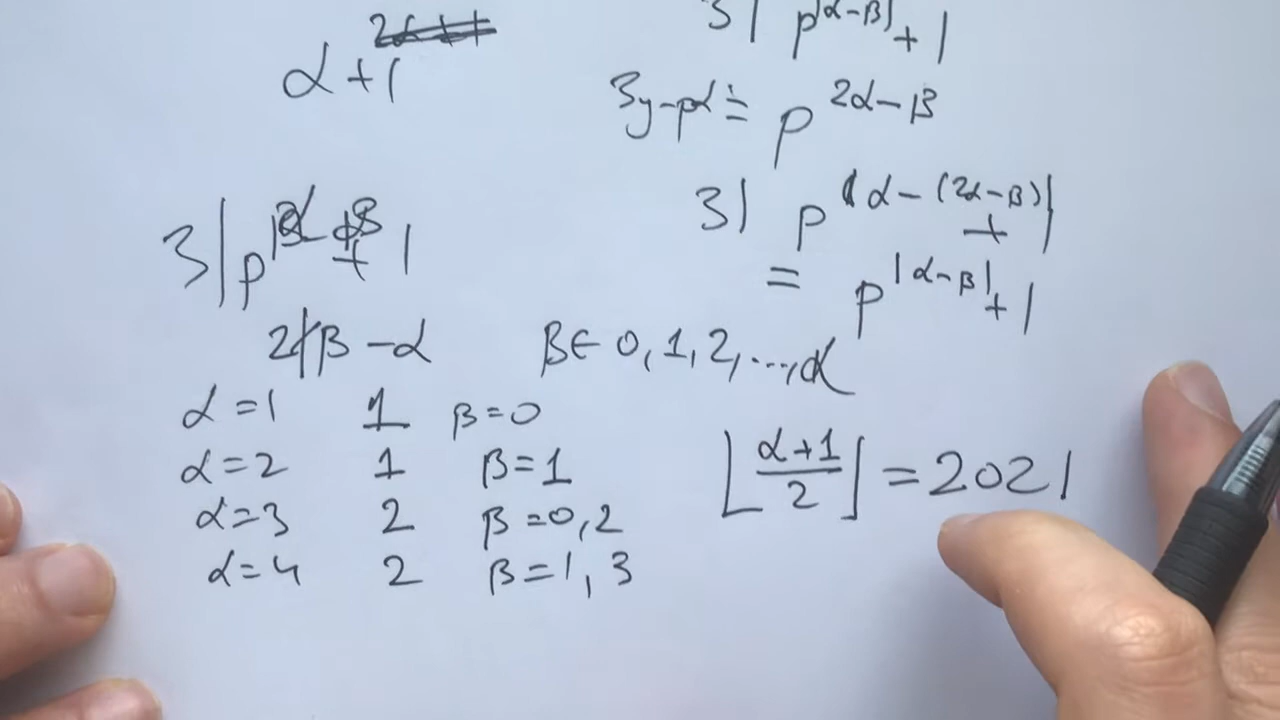 α+1
3| p^|α-β| + 1
3y-pα = p^2α-β
3| p^|α-(2α-β)| + 1
= p^|α-β| + 1
3|p + 1
2∤β-α
β∈ 0, 1, 2, ..., α
α=1 1 β=0
α=2 1 β=1
α=3 2 β=0,2
α=4 2 β=1,3
⌊(α+1)/2⌋ = 2021